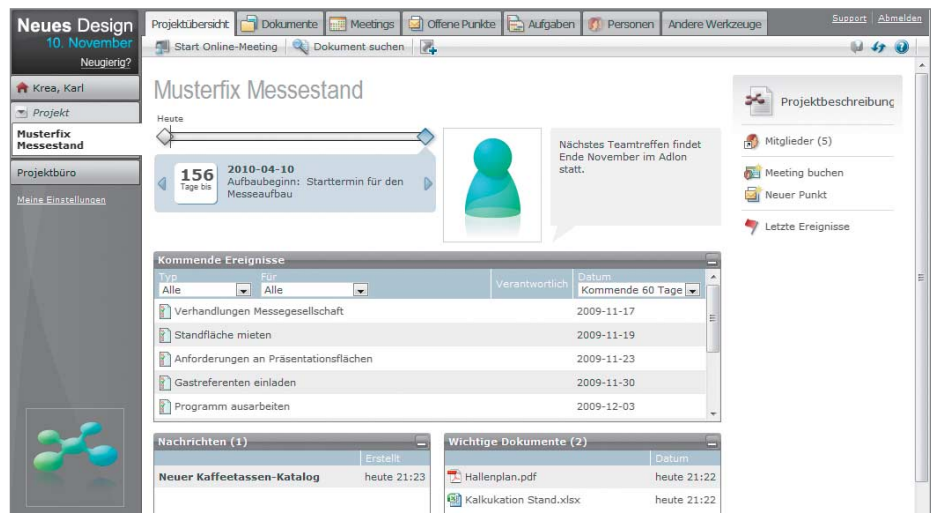 Neues Design
10. November
Neugierig?
Krea, Karl
Projekt
Musterfix
Messestand
Projektbüro
Meine Einstellungen
Projektübersicht Dokumente Meetings Offene Punkte Aufgaben Personen Andere Werkzeuge
Support Abmelden
Start Online-Meeting Dokument suchen
Musterfix Messestand
Heute
156
Tage bis
2010-04-10
Aufbaubeginn: Starttermin für den
Messeaufbau
Nächstes Teamtreffen findet
Ende November im Adlon
statt.
Projektbeschreibung
Mitglieder (5)
Meeting buchen
Neuer Punkt
Letzte Ereignisse
Kommende Ereignisse
Typ Für Verantwortlich Datum
Alle Alle Kommende 60 Tage
Verhandlungen Messegesellschaft 2009-11-17
Standfläche mieten 2009-11-19
Anforderungen an Präsentationsflächen 2009-11-23
Gastreferenten einladen 2009-11-30
Programm ausarbeiten 2009-12-03
Nachrichten (1)
Erstellt
Neuer Kaffeetassen-Katalog heute 21:23
Wichtige Dokumente (2)
Datum
Hallenplan.pdf heute 21:22
Kalkukation Stand.xlsx heute 21:22